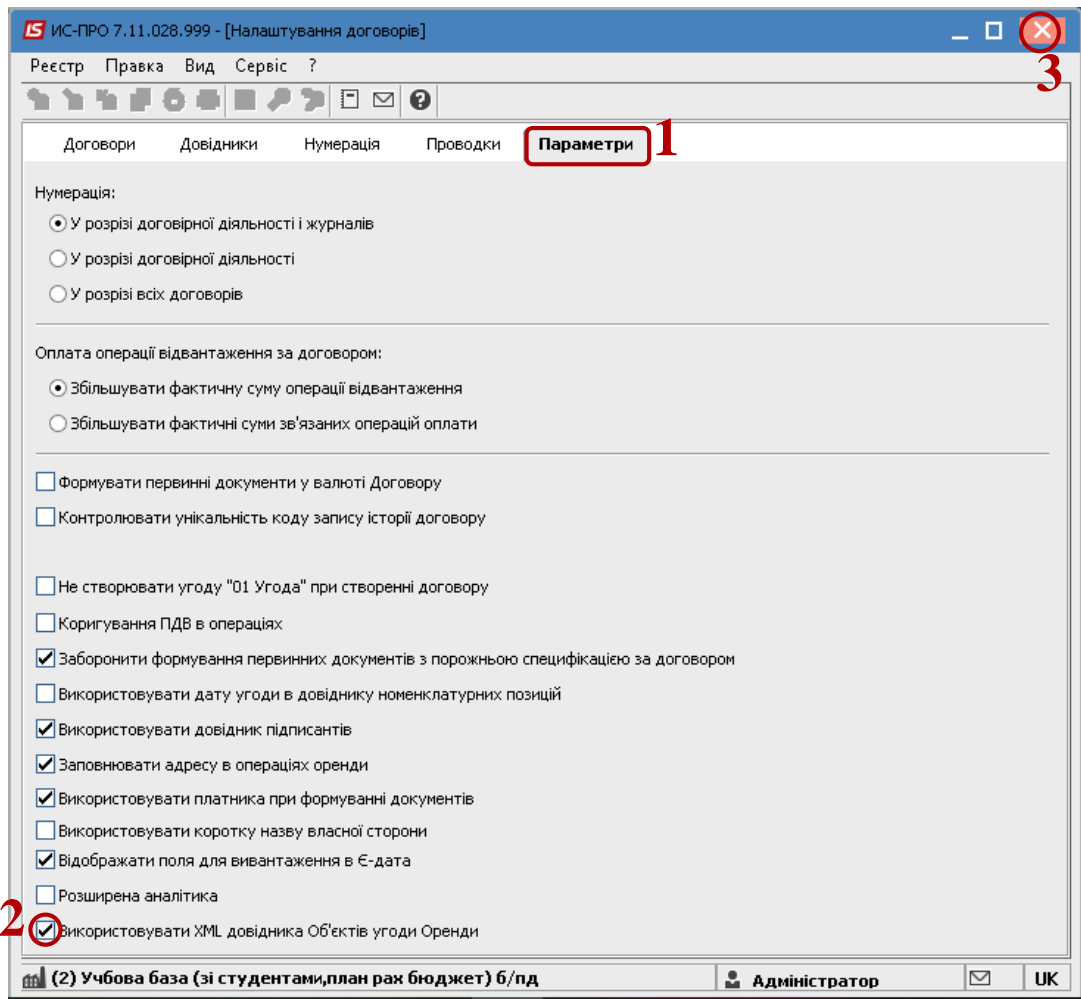 ИС-ПРО 7.11.028.999 - [Налаштування договорів]
3
Реєстр Правка Вид Сервіс ?
Договори Довідники Нумерація Проводки Параметри 1
Нумерація:
У розрізі договірної діяльності і журналів
У розрізі договірної діяльності
У розрізі всіх договорів
Оплата операції відвантаження за договором:
Збільшувати фактичну суму операції відвантаження
Збільшувати фактичні суми зв'язаних операцій оплати
Формувати первинні документи у валюті Договору
Контролювати унікальність коду запису історії договору
Не створювати угоду "01 Угода" при створенні договору
Коригування ПДВ в операціях
Заборонити формування первинних документів з порожньою специфікацією за договором
Використовувати дату угоди в довіднику номенклатурних позицій
Використовувати довідник підписантів
Заповнювати адресу в операціях оренди
Використовувати платника при формуванні документів
Використовувати коротку назву власної сторони
Відображати поля для вивантаження в Є-дата
Розширена аналітика
2 Використовувати XML довідника Об'єктів угоди Оренди
(2) Учбова база (зі студентами,план рах бюджет) б/пд Адміністратор UK